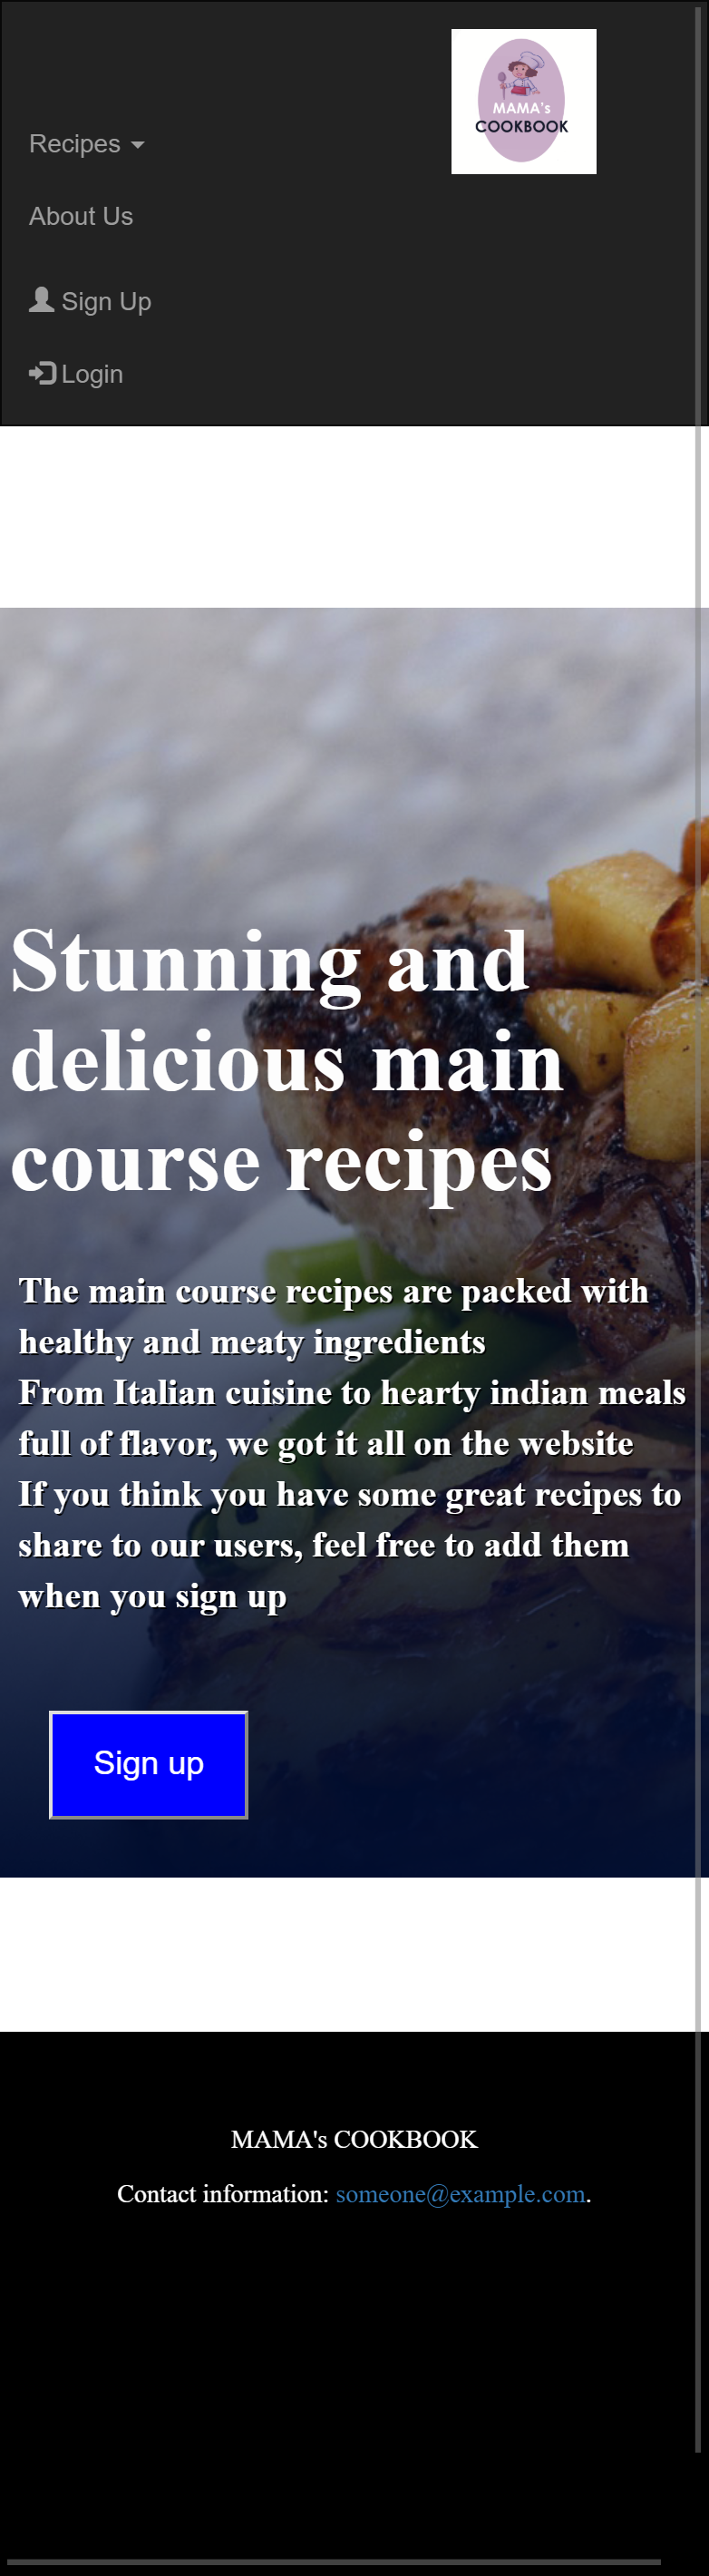 MAMA's
COOKBOOK
Recipes
About Us
Sign Up
Login
Stunning and
delicious main
course recipes
The main course recipes are packed with
healthy and meaty ingredients
From Italian cuisine to hearty indian meals
full of flavor, we got it all on the website
If you think you have some great recipes to
share to our users, feel free to add them
when you sign up
Sign up
MAMA's COOKBOOK
Contact information: someone@example.com.